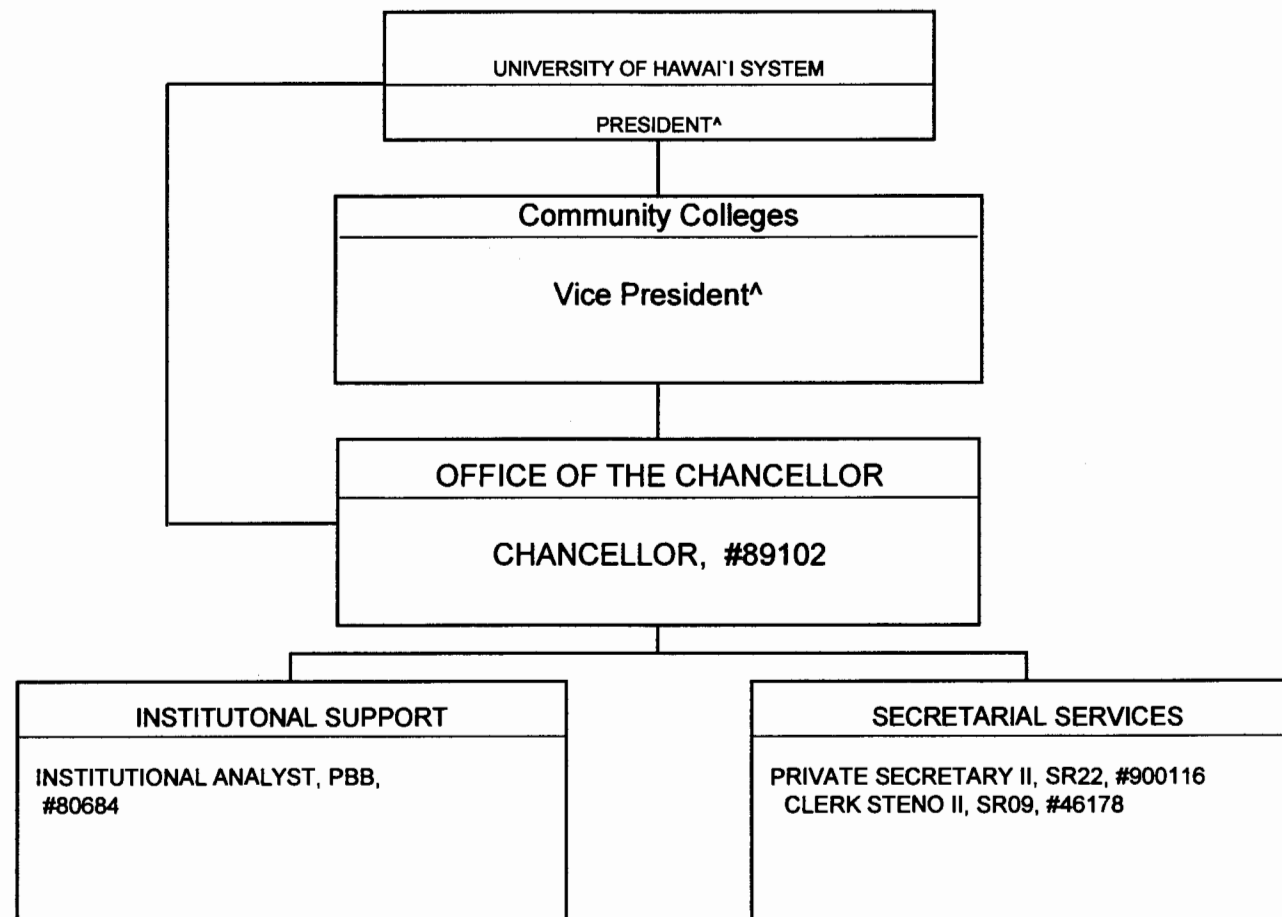 UNIVERSITY OF HAWAI`I SYSTEM
PRESIDENT^
Community Colleges
Vice President^
OFFICE OF THE CHANCELLOR
CHANCELLOR, #89102
INSTITUTONAL SUPPORT
INSTITUTIONAL ANALYST, PBB,
#80684
SECRETARIAL SERVICES
PRIVATE SECRETARY II, SR22, #900116
CLERK STENO II, SR09, #46178